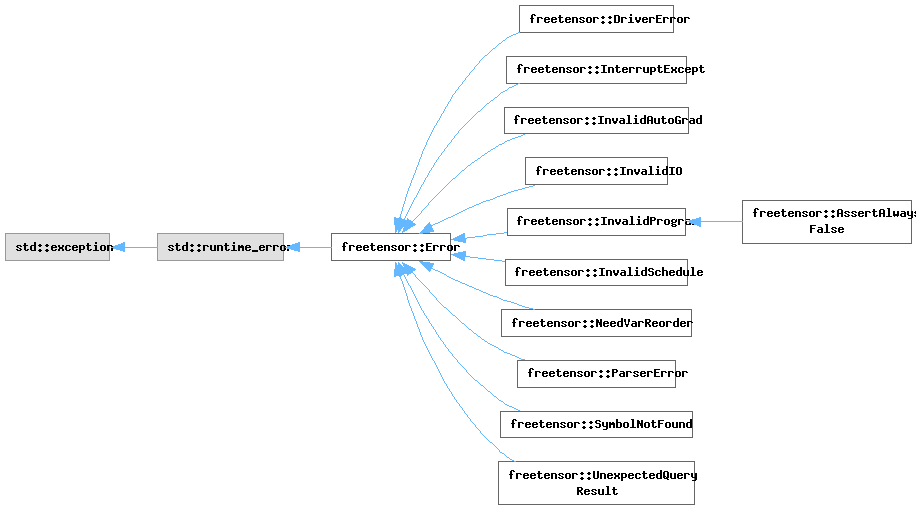 freetensor::DriverError
freetensor::InterruptExcept
freetensor::InvalidAutoGrad
freetensor::InvalidIO
freetensor::InvalidProgram
freetensor::AssertAlways
False
std::exception
std::runtime_error
freetensor::Error
freetensor::InvalidSchedule
freetensor::NeedVarReorder
freetensor::ParserError
freetensor::SymbolNotFound
freetensor::UnexpectedQuery
Result